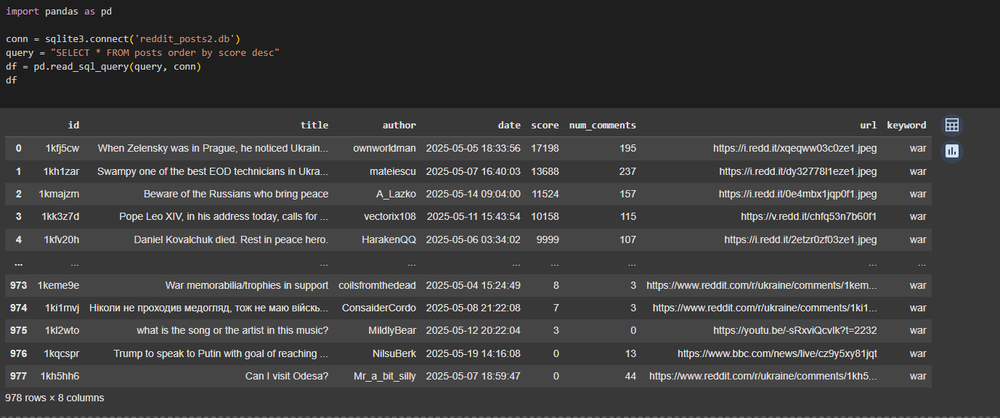 import pandas as pd
conn = sqlite3.connect('reddit_posts2.db')
query = "SELECT * FROM posts order by score desc"
df = pd.read_sql_query(query, conn)
df
id title author date score num_comments url keyword
0 1kfj5cw When Zelensky was in Prague, he noticed Ukrain... ownworldman 2025-05-05 18:33:56 17198 195 https://i.redd.it/xqeqww03c0ze1.jpeg war
1 1kh1zar Swampy one of the best EOD technicians in Ukra... mateiescu 2025-05-07 16:40:03 13688 237 https://i.redd.it/dy32778l1eze1.jpeg war
2 1kmajzm Beware of the Russians who bring peace A_Lazko 2025-05-14 09:04:00 11524 157 https://i.redd.it/0e4mbx1jqp0f1.jpeg war
3 1kk3z7d Pope Leo XIV, in his address today, calls for ... vectorix108 2025-05-11 15:43:54 10158 115 https://v.redd.it/chfq53n7b60f1 war
4 1kfv20h Daniel Kovalchuk died. Rest in peace hero. HarakenQQ 2025-05-06 03:34:02 9999 107 https://i.redd.it/2etzr0zf03ze1.jpeg war
... ... ... ... ... ... ... ... ...
973 1keme9e War memorabilia/trophies in support coilsfromthedead 2025-05-04 15:24:49 8 3 https://www.reddit.com/r/ukraine/comments/1kem... war
974 1ki1mvj Ніколи не проходив медогляд, тож не маю війскь... ConsaiderCordo 2025-05-08 21:22:08 7 3 https://www.reddit.com/r/ukraine/comments/1ki1... war
975 1kl2wto what is the song or the artist in this music? MildlyBear 2025-05-12 20:22:04 3 0 https://youtu.be/-sRxviQcvlk?t=2232 war
976 1kqcspr Trump to speak to Putin with goal of reaching ... NilsuBerk 2025-05-19 14:16:08 0 13 https://www.bbc.com/news/live/cz9y5xy81jqt war
977 1kh5hh6 Can I visit Odesa? Mr_a_bit_silly 2025-05-07 18:59:47 0 44 https://www.reddit.com/r/ukraine/comments/1kh5... war
978 rows × 8 columns